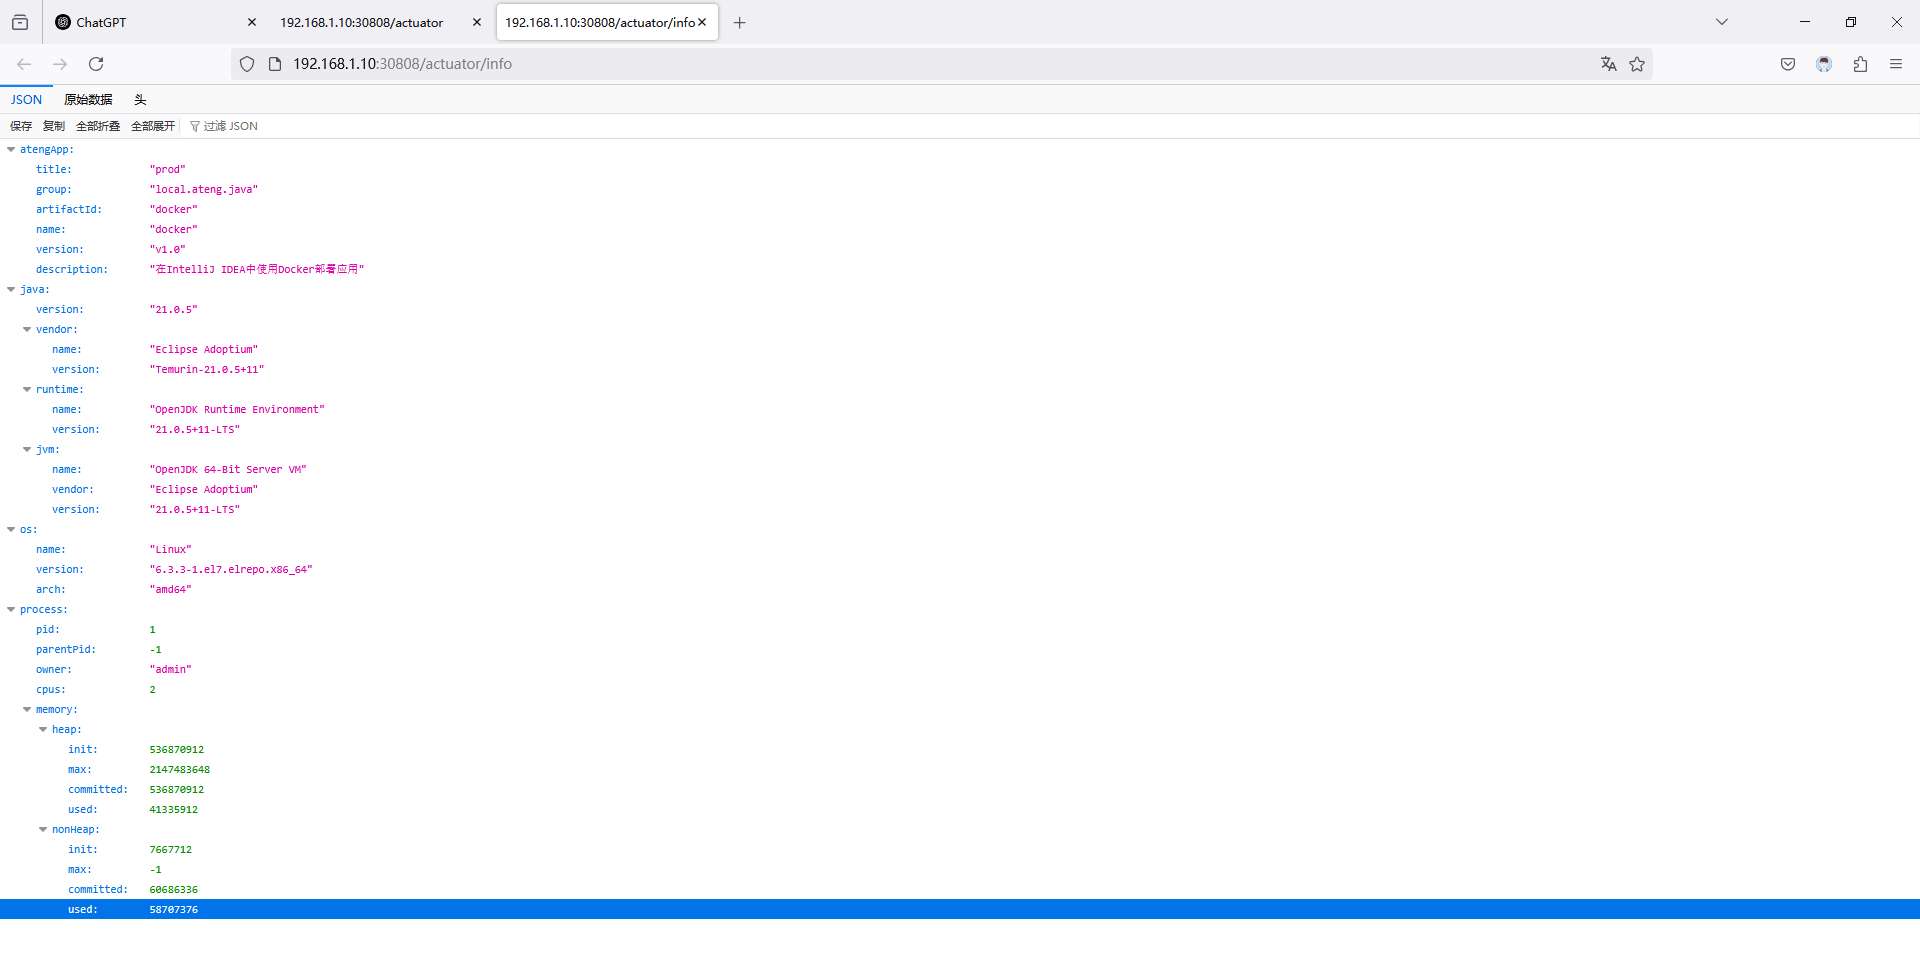 ChatGPT
192.168.1.10:30808/actuator
192.168.1.10:30808/actuator/info
192.168.1.10:30808/actuator/info
JSON 原始数据 头
保存 复制 全部折叠 全部展开 过滤 JSON
atengApp:
title: "prod"
group: "local.ateng.java"
artifactId: "docker"
name: "docker"
version: "v1.0"
description: "在IntelliJ IDEA中使用Docker部署应用"
java:
version: "21.0.5"
vendor:
name: "Eclipse Adoptium"
version: "Temurin-21.0.5+11"
runtime:
name: "OpenJDK Runtime Environment"
version: "21.0.5+11-LTS"
jvm:
name: "OpenJDK 64-Bit Server VM"
vendor: "Eclipse Adoptium"
version: "21.0.5+11-LTS"
os:
name: "Linux"
version: "6.3.3-1.el7.elrepo.x86_64"
arch: "amd64"
process:
pid: 1
parentPid: -1
owner: "admin"
cpus: 2
memory:
heap:
init: 536870912
max: 2147483648
committed: 536870912
used: 41335912
nonHeap:
init: 7667712
max: -1
committed: 60686336
used: 58707376